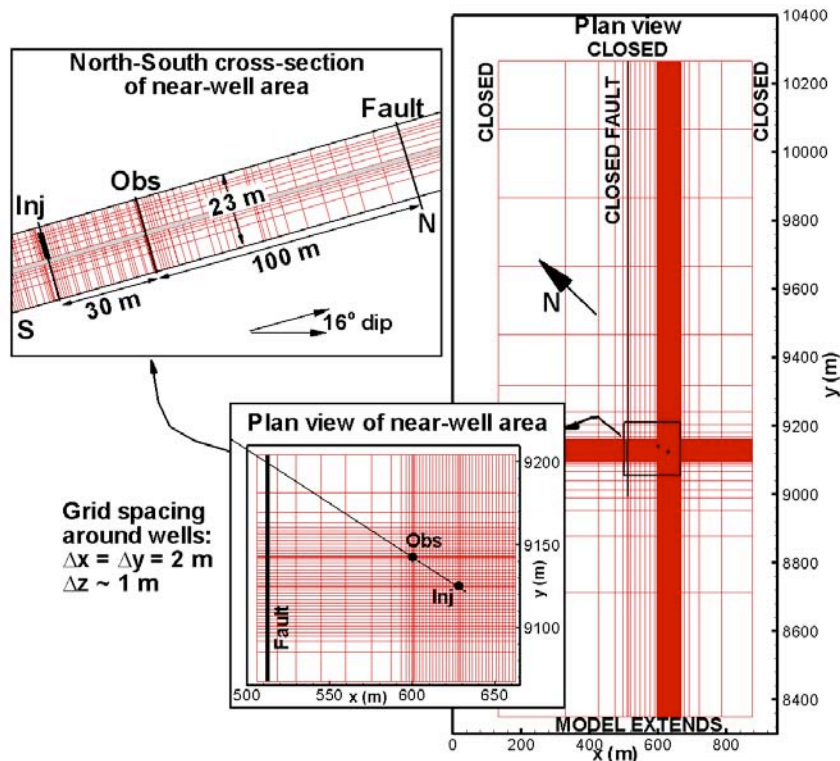 North-South cross-section
of near-well area
Fault
Obs
Inj
23 m
N
100 m
30 m
S
16° dip
Plan view
CLOSED
CLOSED
CLOSED FAULT
CLOSED
N
MODEL EXTENDS
10400
10200
10000
9800
9600
9400
9200
9000
8800
8600
8400
y (m)
0
200
400
600
800
x (m)
Plan view of near-well area
Obs
Inj
Fault
9200
9150
9100
y (m)
500
550
600
650
x (m)
Grid spacing
around wells:
Δx = Δy = 2 m
Δz ~ 1 m